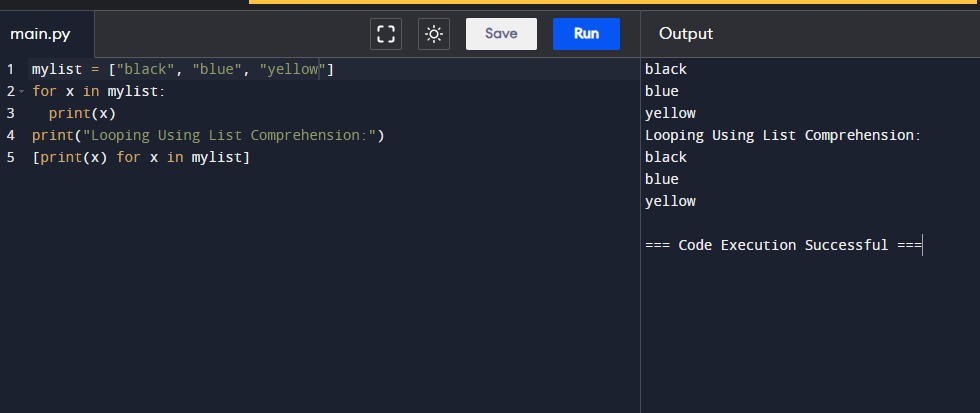 main.py
Save
Run
Output
1 mylist = ["black", "blue", "yellow"]
2 for x in mylist:
3   print(x)
4 print("Looping Using List Comprehension:")
5 [print(x) for x in mylist]
black
blue
yellow
Looping Using List Comprehension:
black
blue
yellow
=== Code Execution Successful ===